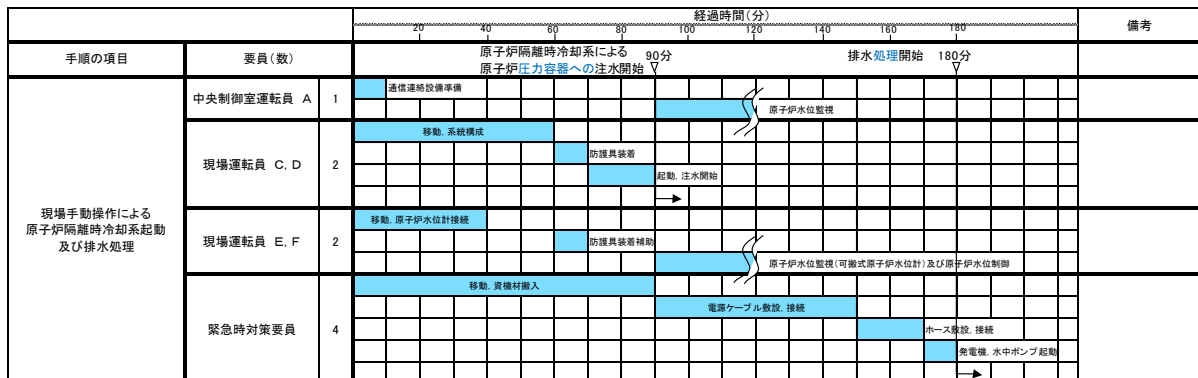 経過時間(分)
備考
20 40 60 80 100 120 140 160 180
手順の項目
要員(数)
原子炉隔離時冷却系による
原子炉圧力容器への注水開始
90分
排水処理開始
180分
現場手動操作による
原子炉隔離時冷却系起動
及び排水処理
中央制御室運転員 A
1
通信連絡設備準備
原子炉水位監視
現場運転員 C, D
2
移動, 系統構成
防護具装着
起動, 注水開始
現場運転員 E, F
2
移動, 原子炉水位計接続
防護具装着補助
原子炉水位監視(可搬式原子炉水位計)及び原子炉水位制御
緊急時対策要員
4
移動, 資機材搬入
電源ケーブル敷設, 接続
ホース敷設, 接続
発電機, 水中ポンプ起動